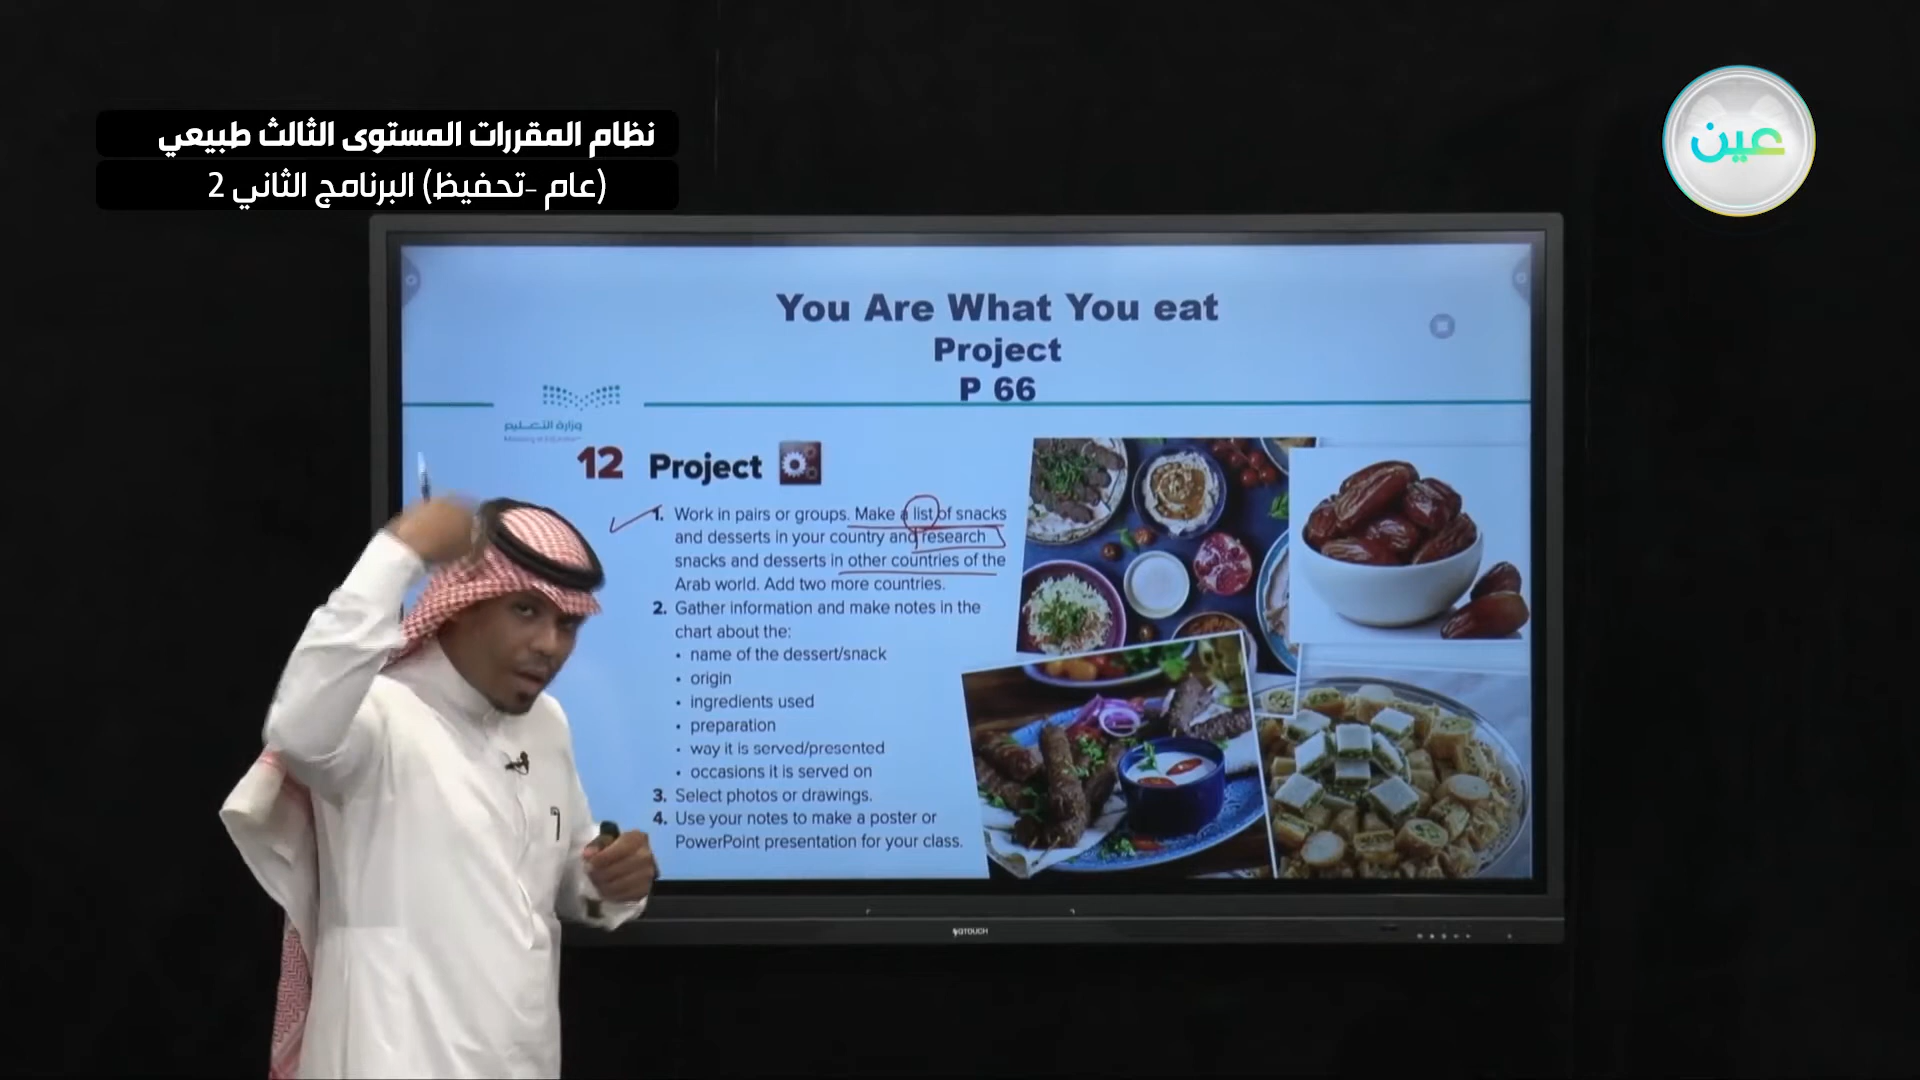 نظام المقررات المستوى الثالث طبيعي
(عام -تحفيظ) البرنامج الثاني 2
عين
You Are What You eat
Project
P 66
وزارة التعليم
Ministry of Education
12 Project
1. Work in pairs or groups. Make a list of snacks
and desserts in your country and research
snacks and desserts in other countries of the
Arab world. Add two more countries.
2. Gather information and make notes in the
chart about the:
• name of the dessert/snack
• origin
• ingredients used
• preparation
• way it is served/presented
• occasions it is served on
3. Select photos or drawings.
4. Use your notes to make a poster or
PowerPoint presentation for your class.